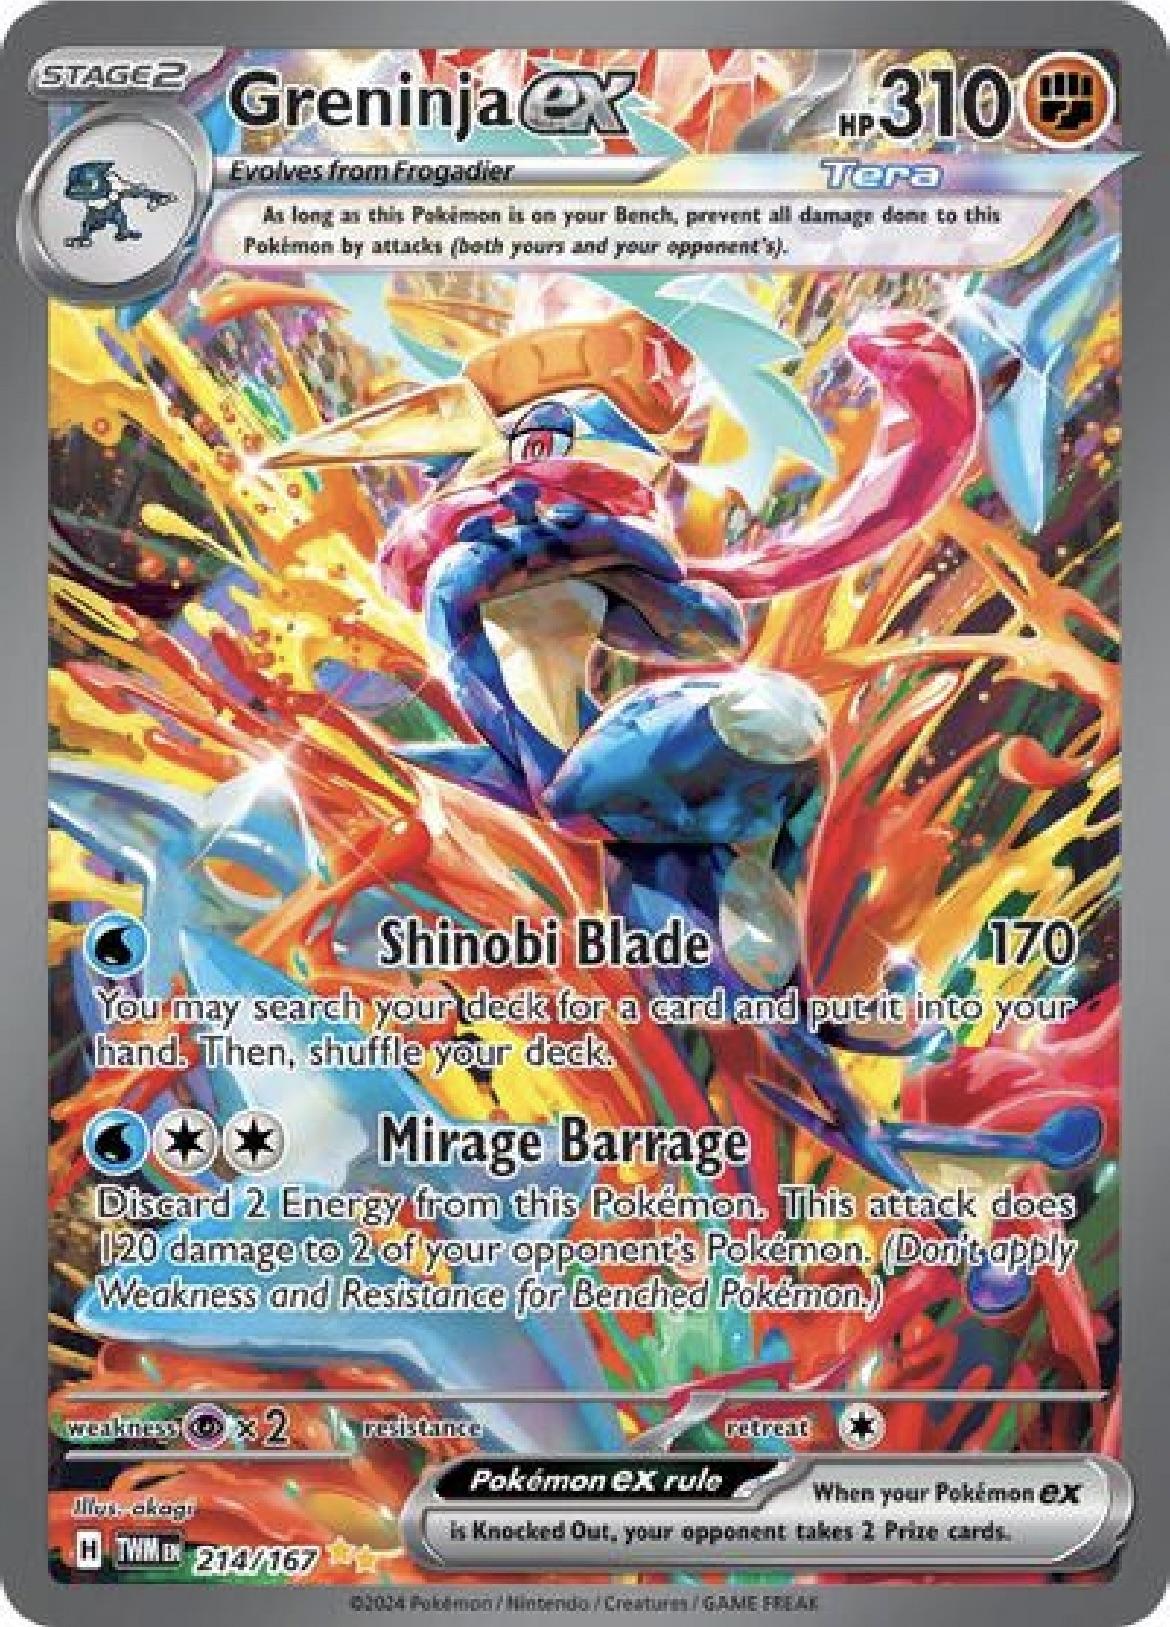 STAGE2
Greninja ex HP310
Evolves from Frogadier Tera
As long as this Pokémon is on your Bench, prevent all damage done to this
Pokémon by attacks (both yours and your opponent's).
Shinobi Blade 170
You may search your deck for a card and put it into your
hand. Then, shuffle your deck.
Mirage Barrage
Discard 2 Energy from this Pokémon. This attack does
120 damage to 2 of your opponent's Pokémon. (Don't apply
Weakness and Resistance for Benched Pokémon.)
weakness ×2 resistance retreat
Pokémon ex rule When your Pokémon ex
is Knocked Out, your opponent takes 2 Prize cards.
Illus. akagi
H TWM EN 214/167
©2024 Pokémon / Nintendo / Creatures / GAME FREAK